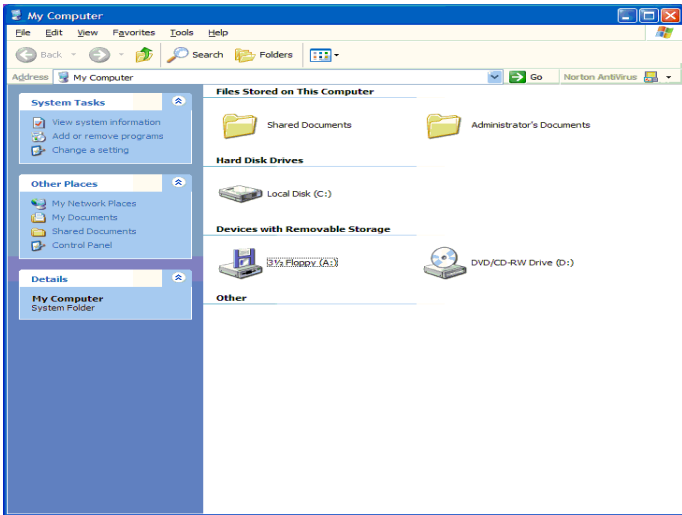 My Computer
File Edit View Favorites Tools Help
Back Search Folders
Address My Computer Go Norton AntiVirus
System Tasks
View system information
Add or remove programs
Change a setting
Other Places
My Network Places
My Documents
Shared Documents
Control Panel
Details
My Computer
System Folder
Files Stored on This Computer
Shared Documents Administrator's Documents
Hard Disk Drives
Local Disk (C:)
Devices with Removable Storage
3½ Floppy (A:) DVD/CD-RW Drive (D:)
Other